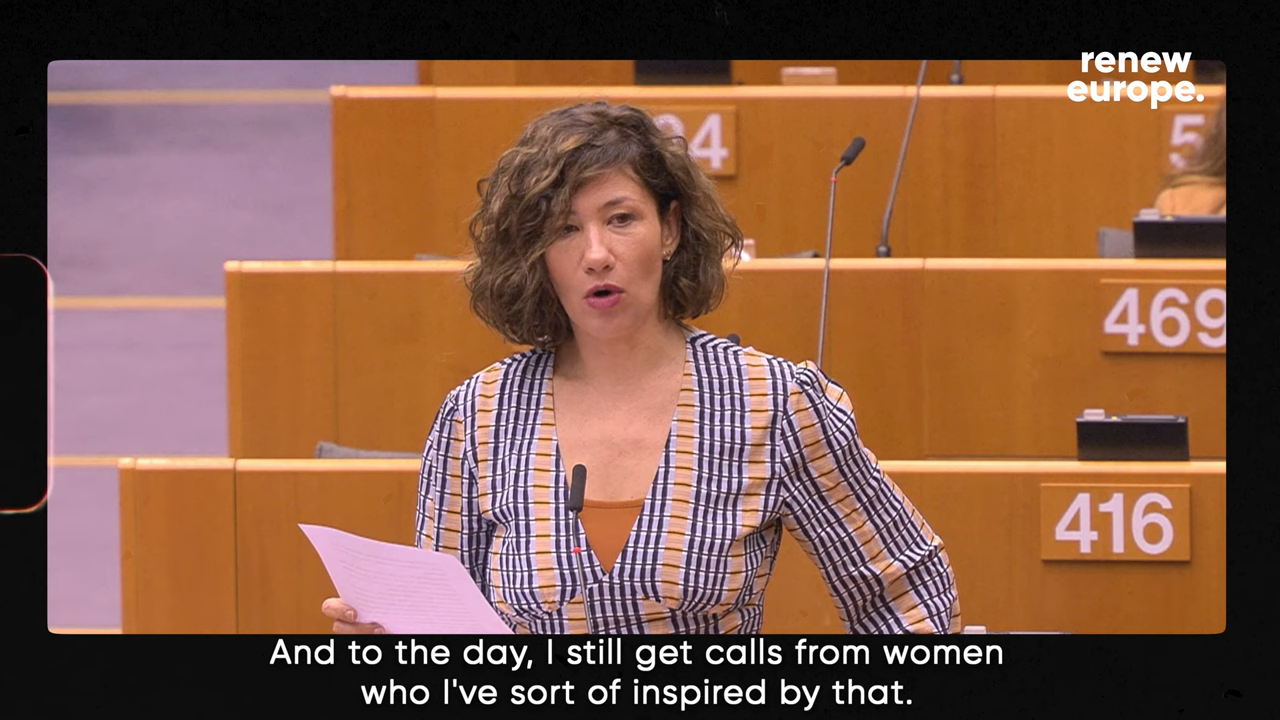 renew
europe.
469
416
And to the day, I still get calls from women
who I've sort of inspired by that.